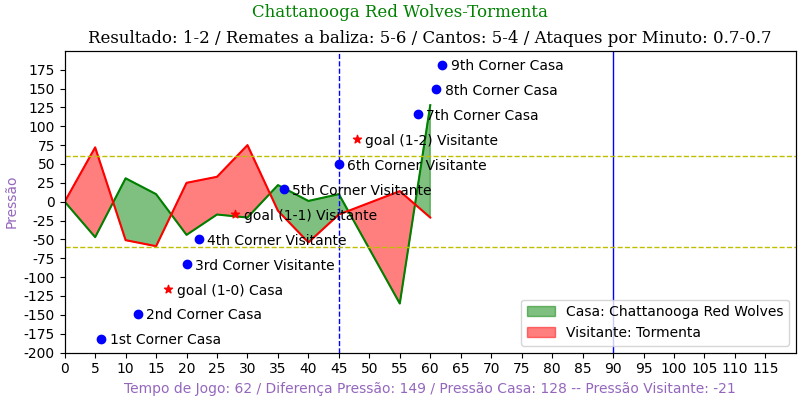 Chattanooga Red Wolves-Tormenta
Resultado: 1-2 / Remates a baliza: 5-6 / Cantos: 5-4 / Ataques por Minuto: 0.7-0.7
Pressão
175
150
125
100
75
50
25
0
-25
-50
-75
-100
-125
-150
-175
-200
9th Corner Casa
8th Corner Casa
7th Corner Casa
goal (1-2) Visitante
6th Corner Visitante
5th Corner Visitante
goal (1-1) Visitante
4th Corner Visitante
3rd Corner Visitante
goal (1-0) Casa
2nd Corner Casa
1st Corner Casa
Casa: Chattanooga Red Wolves
Visitante: Tormenta
0 5 10 15 20 25 30 35 40 45 50 55 60 65 70 75 80 85 90 95 100 105 110 115
Tempo de Jogo: 62 / Diferença Pressão: 149 / Pressão Casa: 128 -- Pressão Visitante: -21